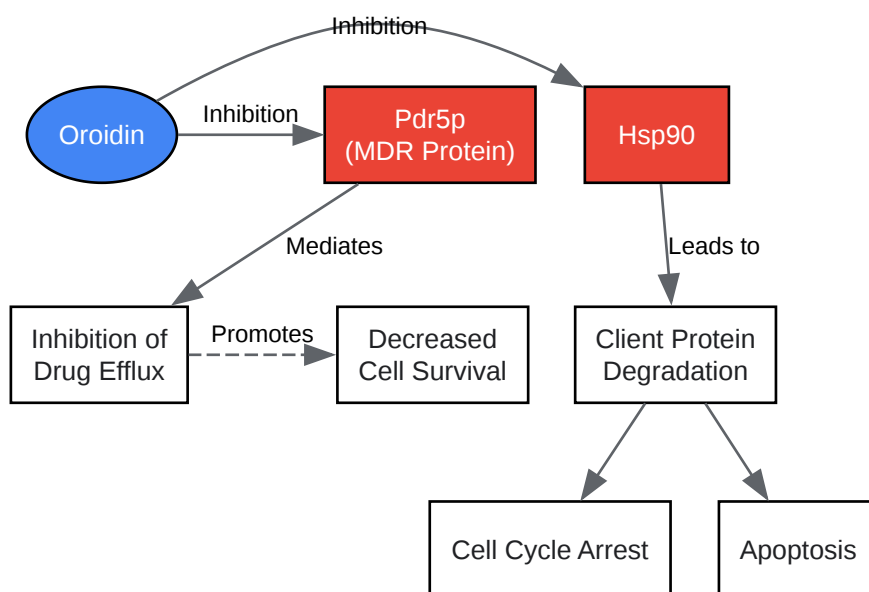 Inhibition
Oroidin
Inhibition
Pdr5p
(MDR Protein)
Hsp90
Mediates
Leads to
Inhibition of
Drug Efflux
Promotes
Decreased
Cell Survival
Client Protein
Degradation
Cell Cycle Arrest
Apoptosis